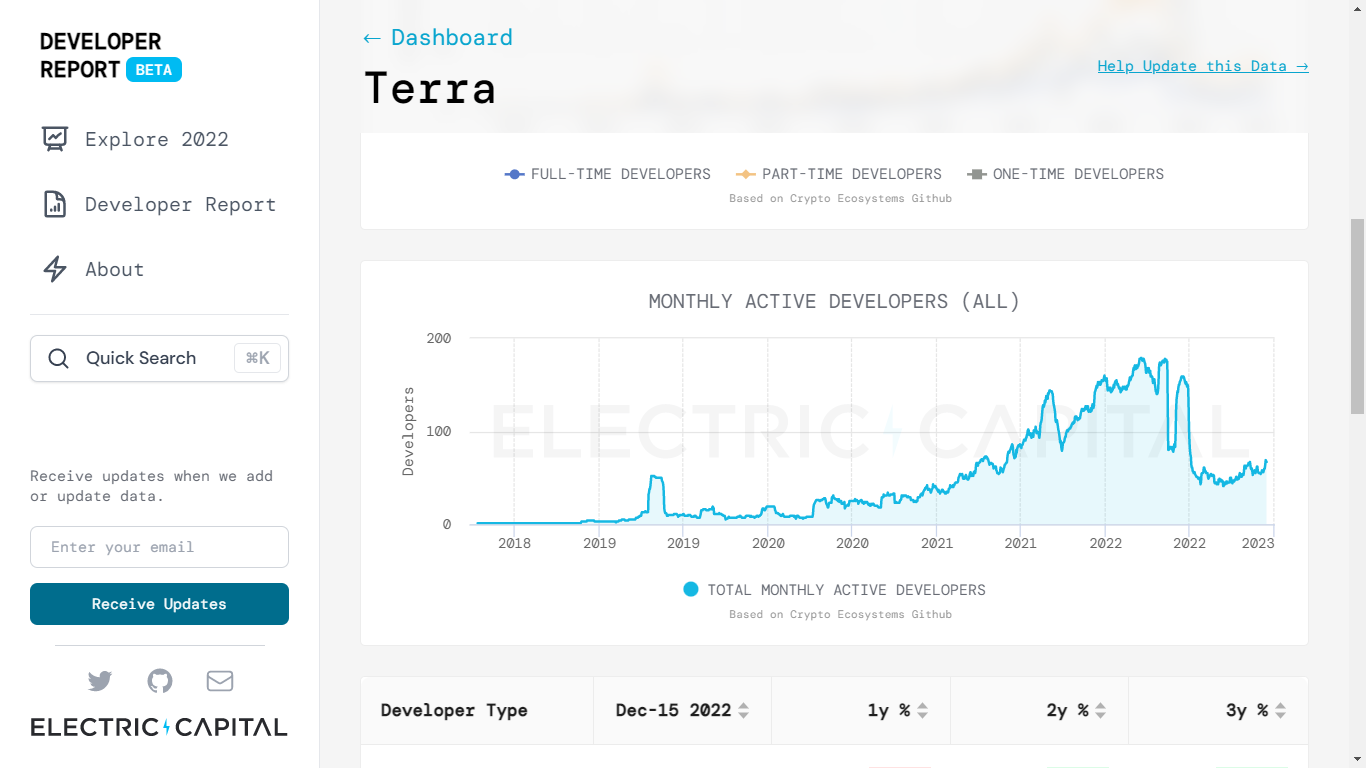 DEVELOPER
REPORT BETA
Explore 2022
Developer Report
About
Quick Search ⌘K
Receive updates when we add
or update data.
Enter your email
Receive Updates
ELECTRIC CAPITAL
← Dashboard
Terra
Help Update this Data →
FULL-TIME DEVELOPERS PART-TIME DEVELOPERS ONE-TIME DEVELOPERS
Based on Crypto Ecosystems Github
MONTHLY ACTIVE DEVELOPERS (ALL)
Developers
200
100
0
ELECTRIC CAPITAL
2018 2019 2019 2020 2020 2021 2021 2022 2022 2023
TOTAL MONTHLY ACTIVE DEVELOPERS
Based on Crypto Ecosystems Github
Developer Type Dec-15 2022 1y % 2y % 3y %